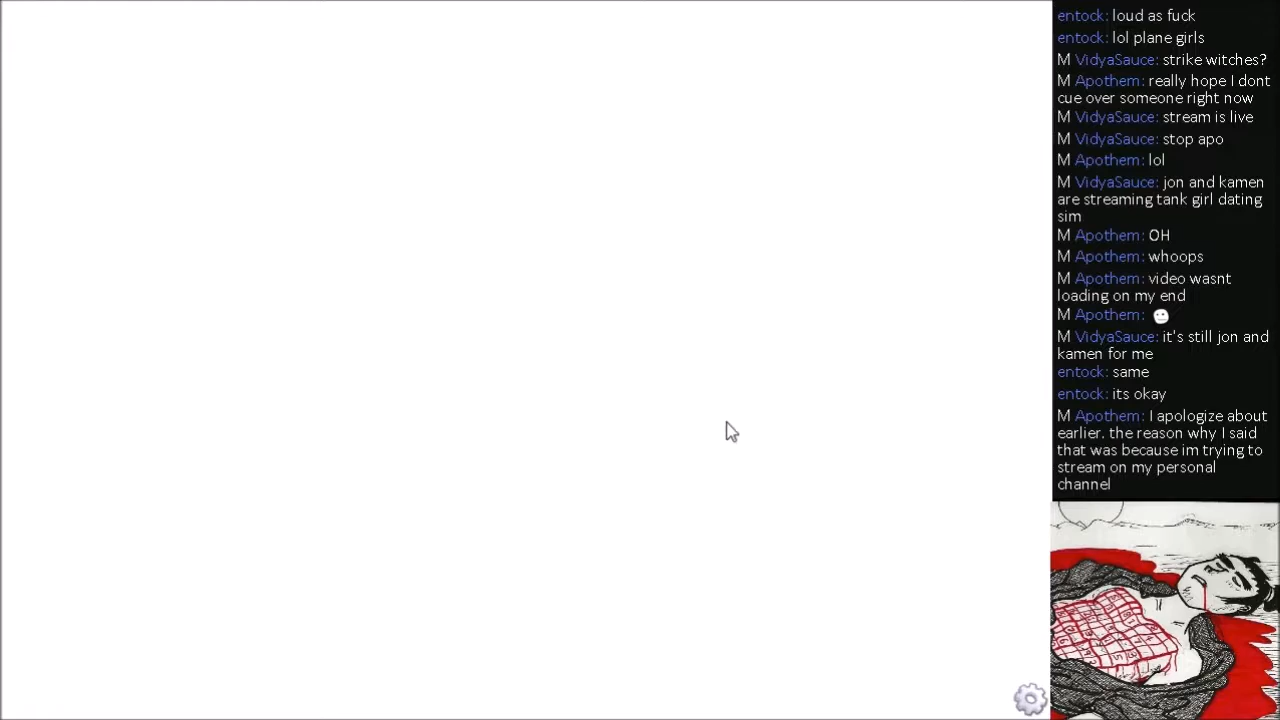 entock: loud as fuck
entock: lol plane girls
M VidyaSauce: strike witches?
M Apothem: really hope I dont
cue over someone right now
M VidyaSauce: stream is live
M VidyaSauce: stop apo
M Apothem: lol
M VidyaSauce: jon and kamen
are streaming tank girl dating
sim
M Apothem: OH
M Apothem: whoops
M Apothem: video wasnt
loading on my end
M Apothem:
M VidyaSauce: it's still jon and
kamen for me
entock: same
entock: its okay
M Apothem: I apologize about
earlier. the reason why I said
that was because im trying to
stream on my personal
channel